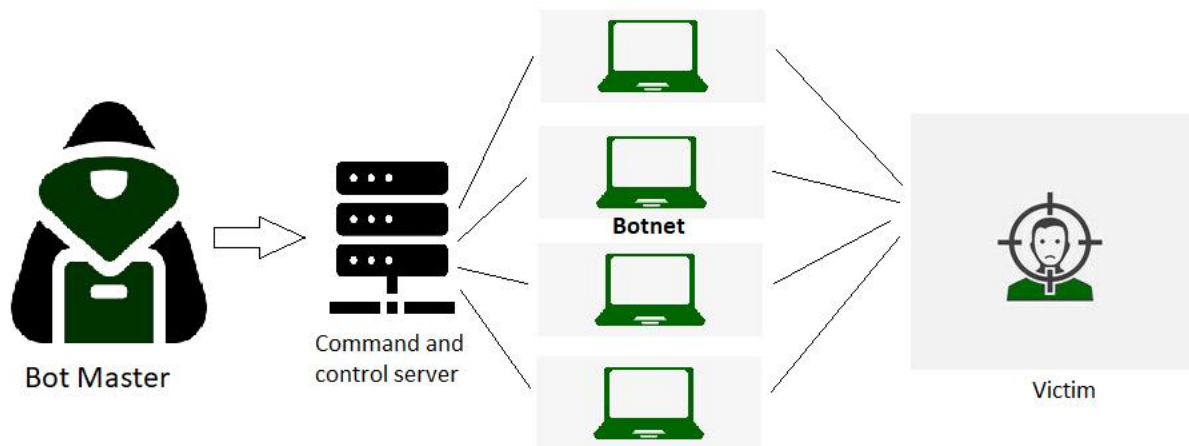 Bot Master
Command and
control server
Botnet
Victim